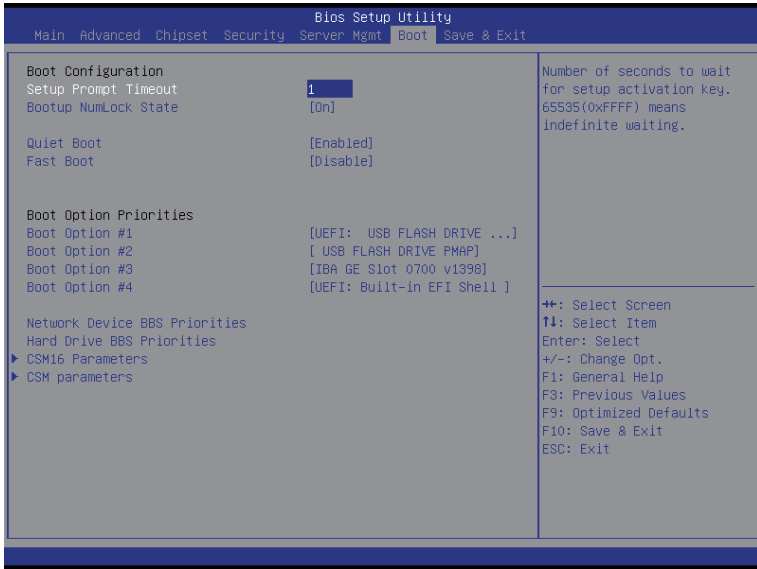 Bios Setup Utility
Main Advanced Chipset Security Server Mgmt Boot Save & Exit
Boot Configuration
Setup Prompt Timeout 1
Bootup NumLock State [On]
Quiet Boot [Enabled]
Fast Boot [Disable]
Boot Option Priorities
Boot Option #1 [UEFI: USB FLASH DRIVE ...]
Boot Option #2 [ USB FLASH DRIVE PMAP]
Boot Option #3 [IBA GE Slot 0700 v1398]
Boot Option #4 [UEFI: Built-in EFI Shell ]
Network Device BBS Priorities
Hard Drive BBS Priorities
CSM16 Parameters
CSM parameters
Number of seconds to wait
for setup activation key.
65535(0xFFFF) means
indefinite waiting.
→←: Select Screen
↑↓: Select Item
Enter: Select
+/-: Change Opt.
F1: General Help
F3: Previous Values
F9: Optimized Defaults
F10: Save & Exit
ESC: Exit